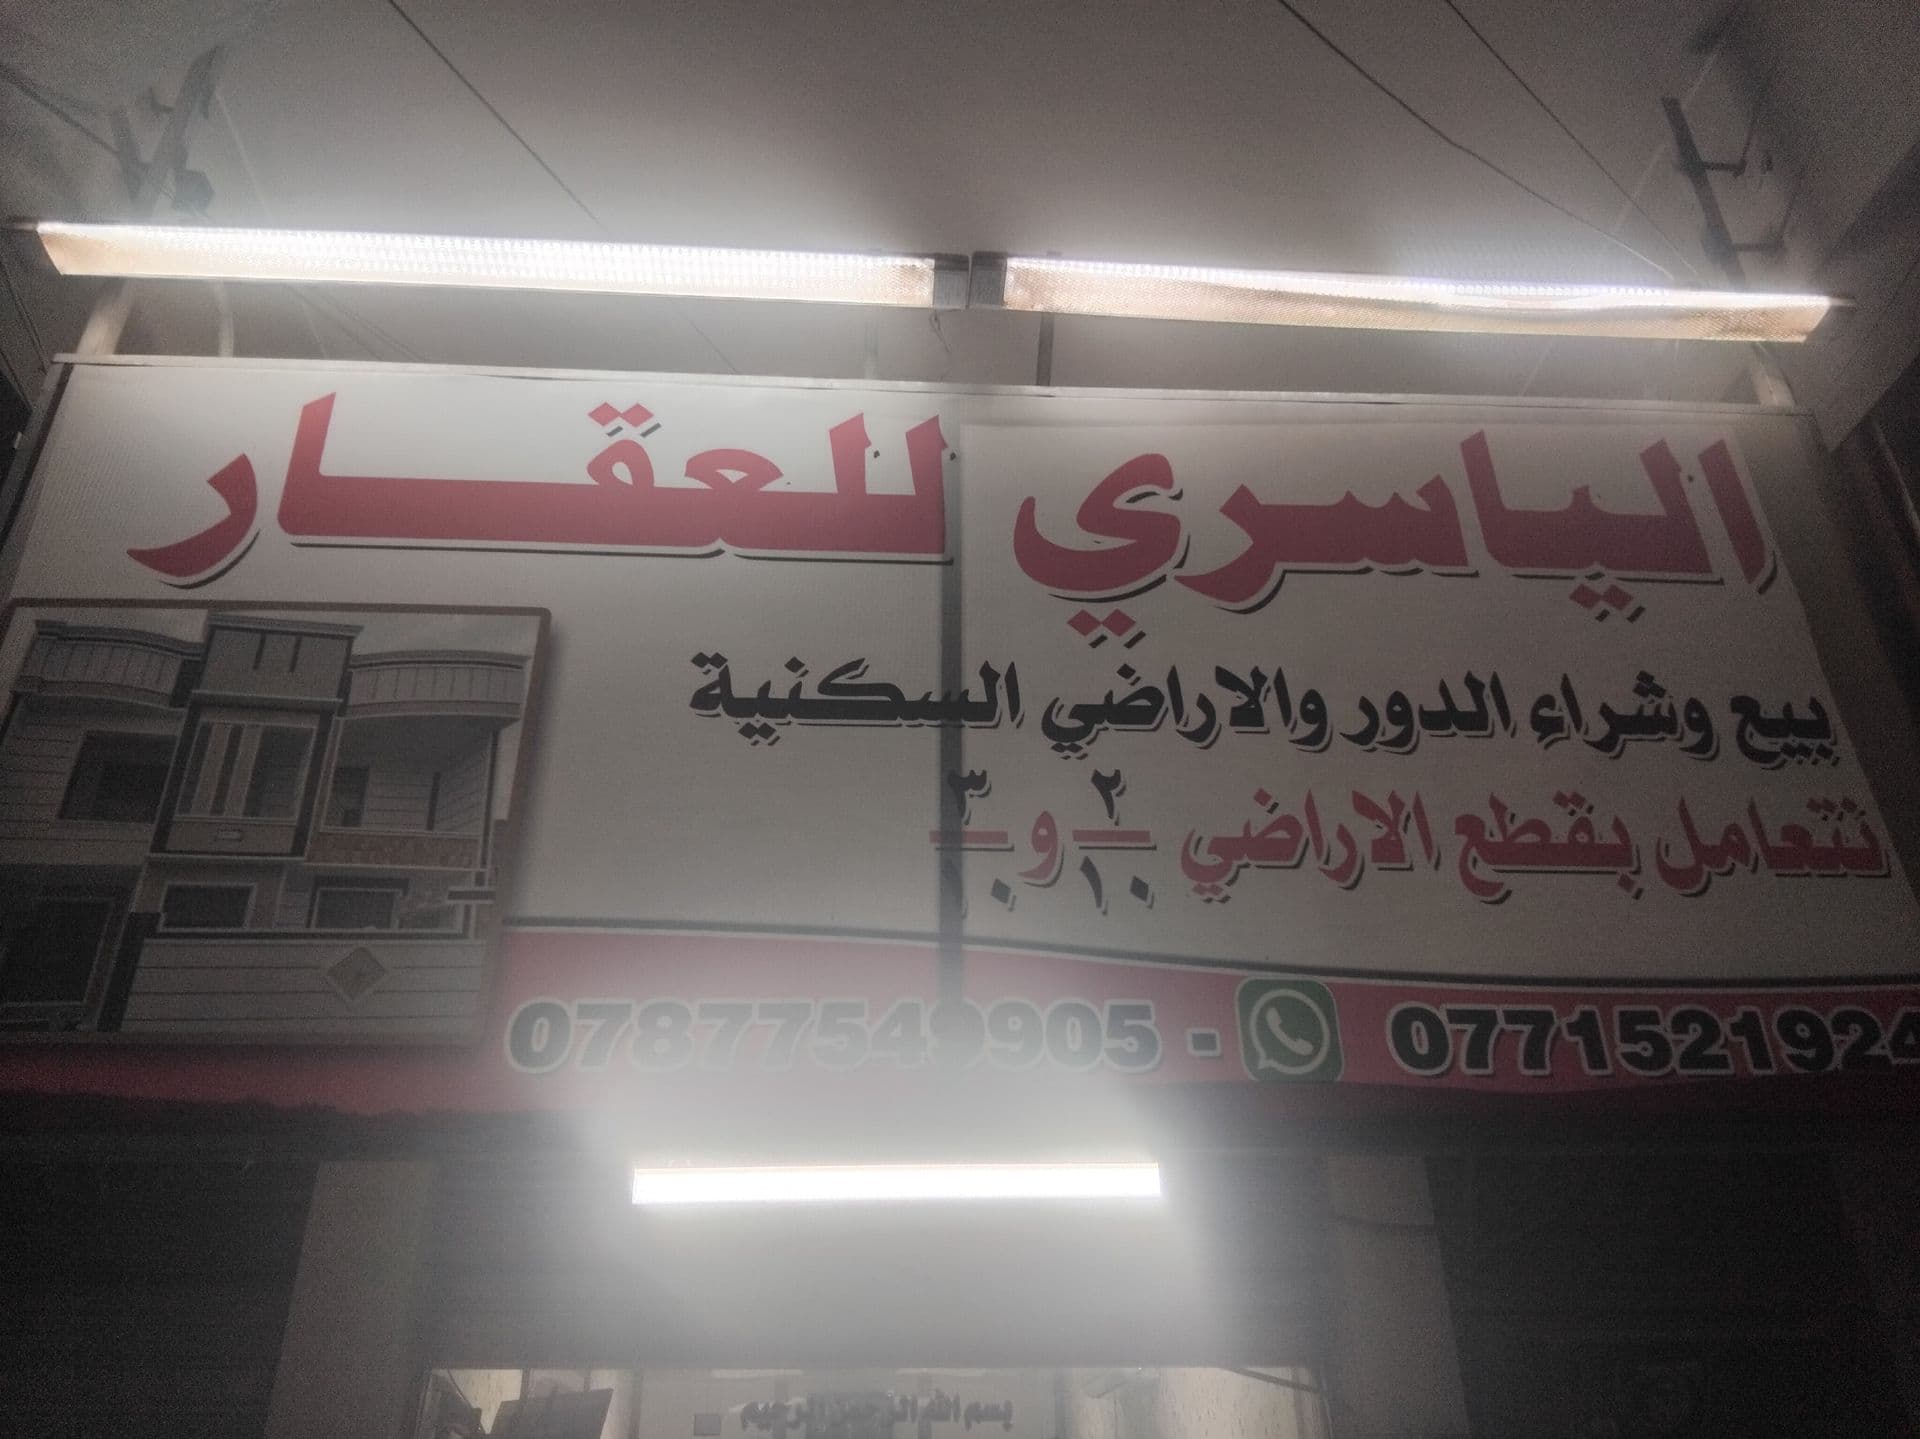 الياسري للعقار
بيع وشراء الدور والاراضي السكنية
نتعامل بقطع الاراضي ٢/١٠ و ٣/١٠
07877549905 - 0771521924
بسم الله الرحمن الرحيم